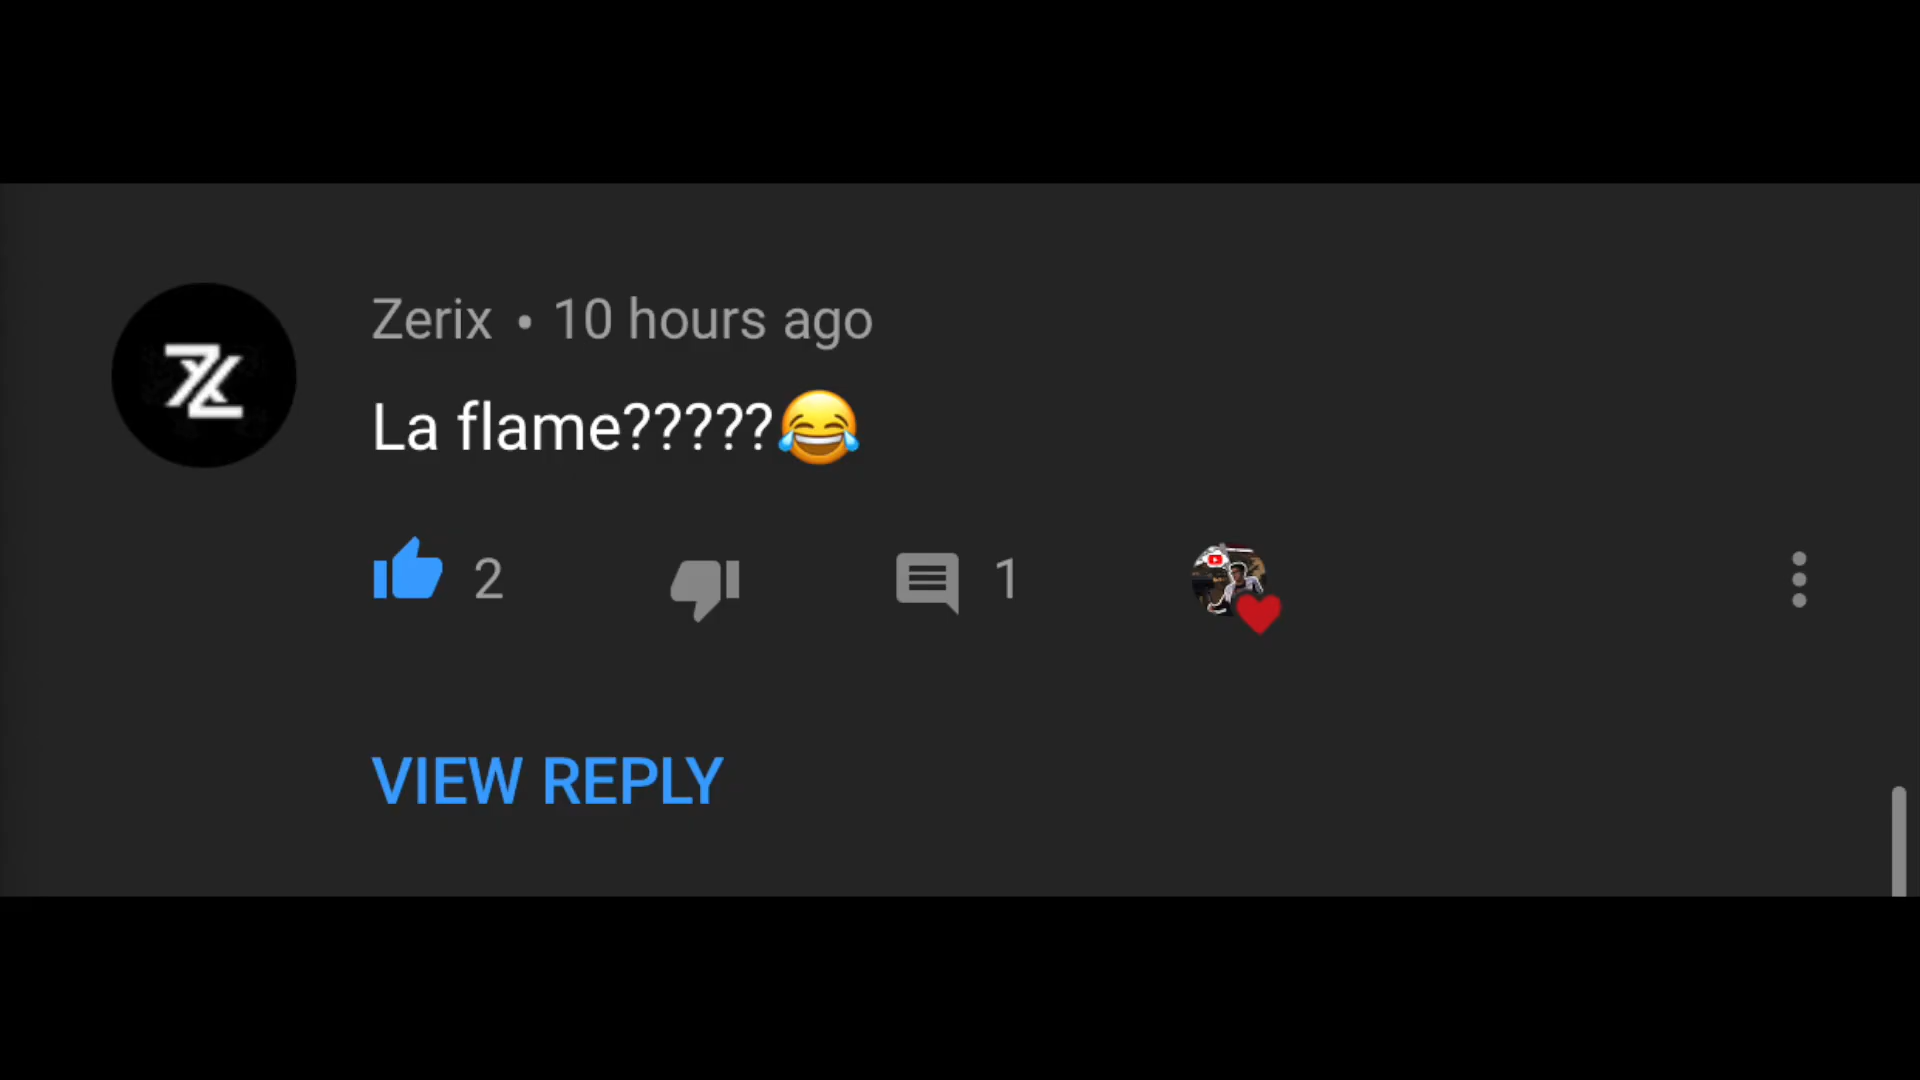 Zerix • 10 hours ago
La flame?????😂
2
1
VIEW REPLY